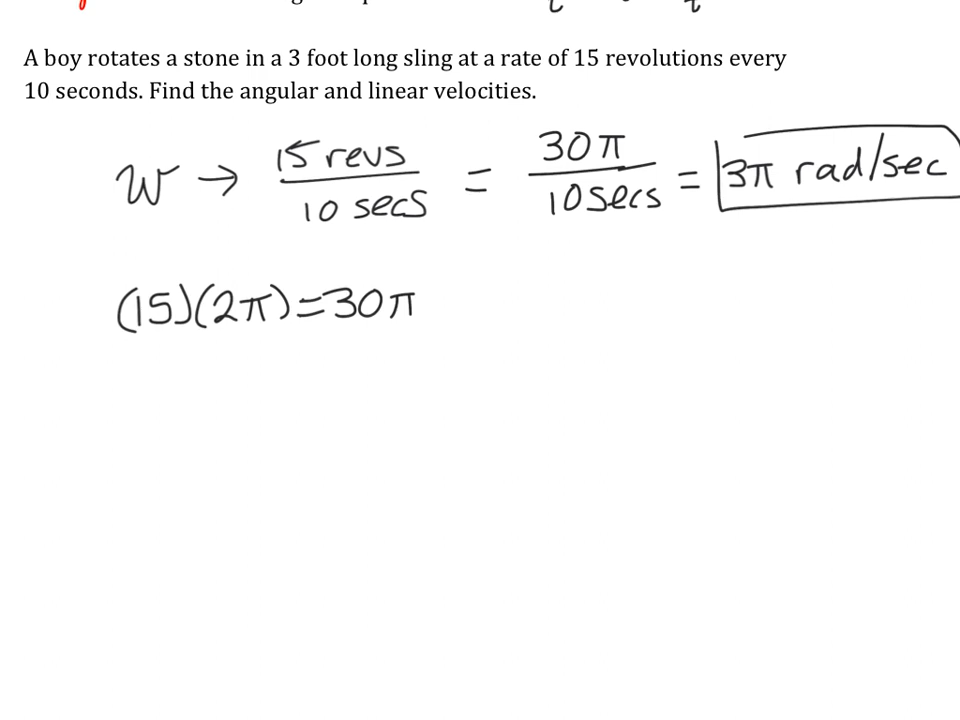 A boy rotates a stone in a 3 foot long sling at a rate of 15 revolutions every
10 seconds. Find the angular and linear velocities.
W → 15 revs / 10 secs = 30π / 10 secs = 3π rad/sec
(15)(2π) = 30π